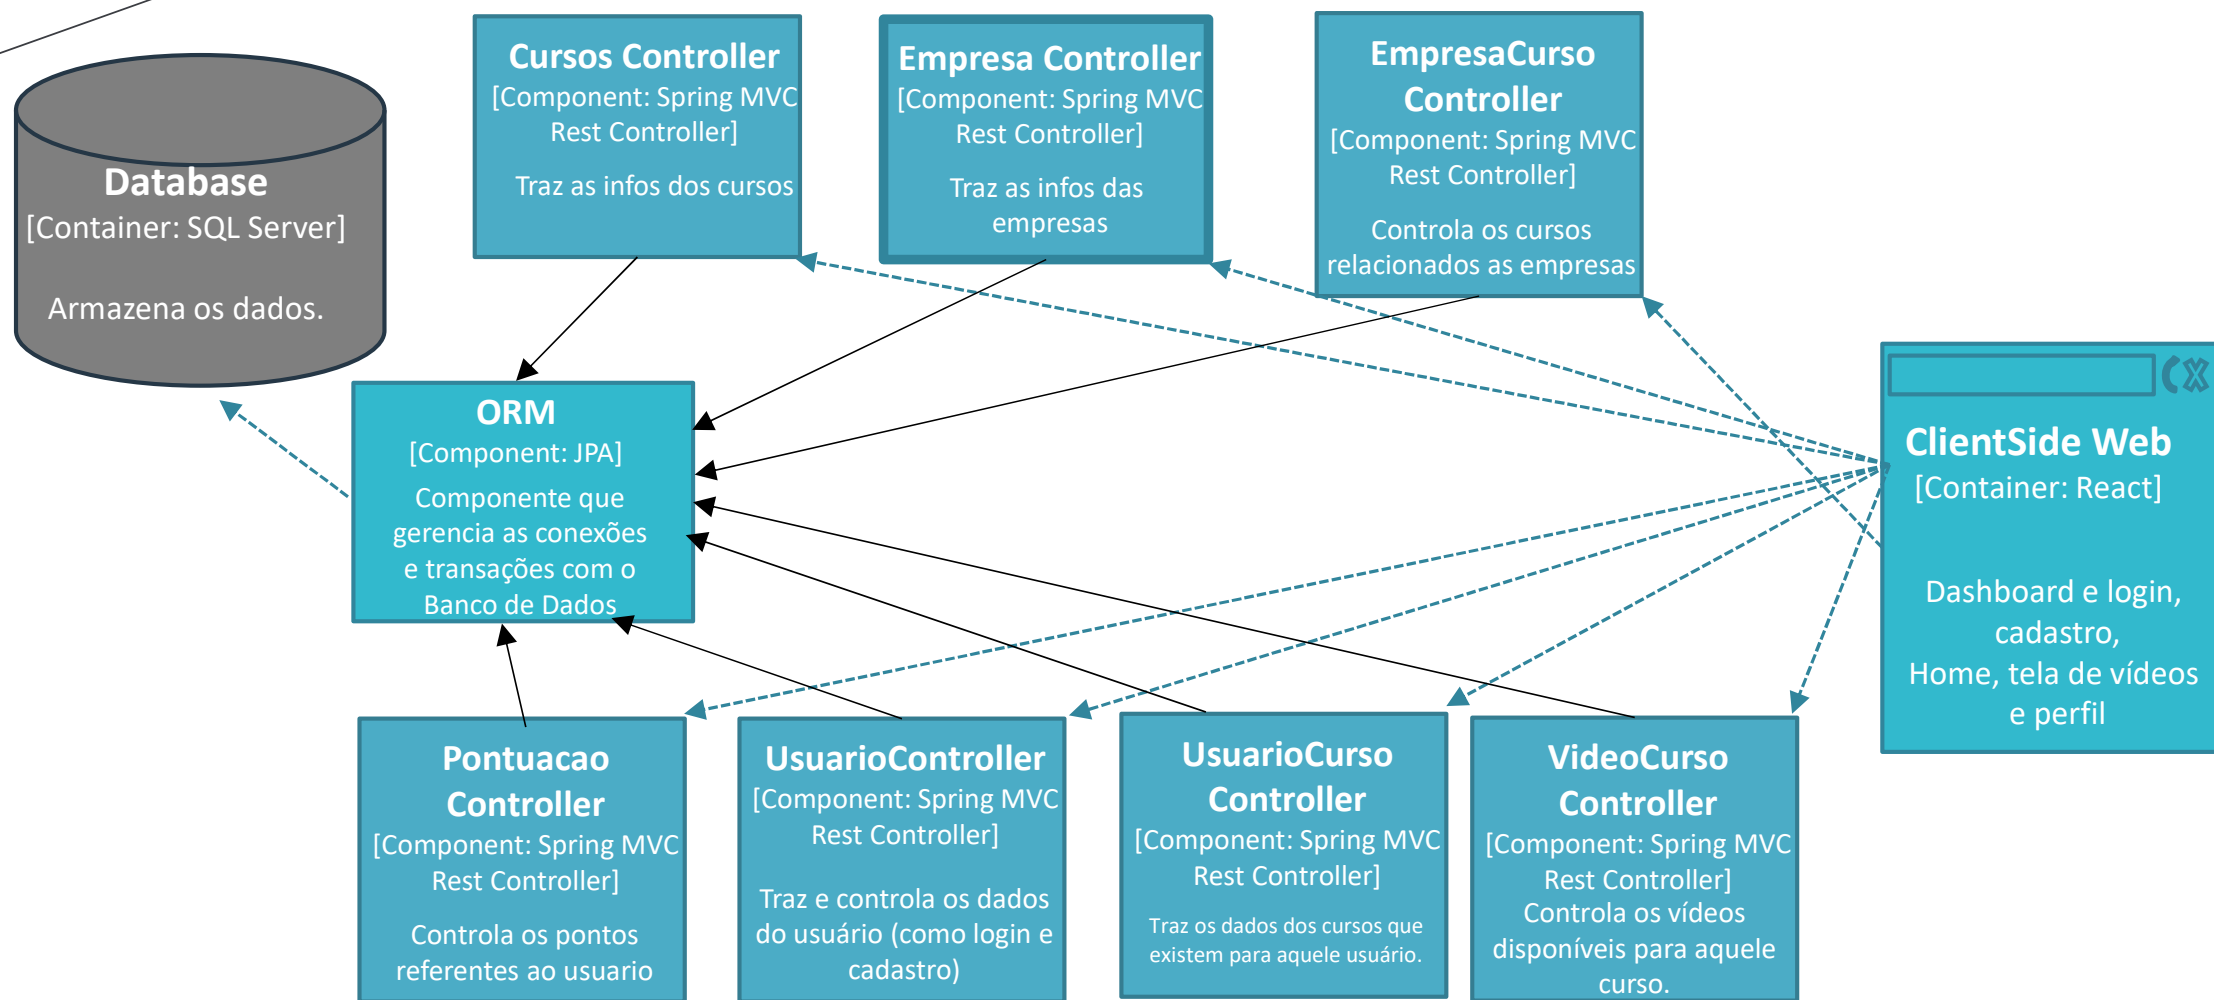 Cursos Controller
[Component: Spring MVC
Rest Controller]
Traz as infos dos cursos
Empresa Controller
[Component: Spring MVC
Rest Controller]
Traz as infos das
empresas
EmpresaCurso
Controller
[Component: Spring MVC
Rest Controller]
Controla os cursos
relacionados as empresas
Database
[Container: SQL Server]
Armazena os dados.
ORM
[Component: JPA]
Componente que
gerencia as conexões
e transações com o
Banco de Dados
ClientSide Web
[Container: React]
Dashboard e login,
cadastro,
Home, tela de vídeos
e perfil
Pontuacao
Controller
[Component: Spring MVC
Rest Controller]
Controla os pontos
referentes ao usuario
UsuarioController
[Component: Spring MVC
Rest Controller]
Traz e controla os dados
do usuário (como login e
cadastro)
UsuarioCurso
Controller
[Component: Spring MVC
Rest Controller]
Traz os dados dos cursos que
existem para aquele usuário.
VideoCurso
Controller
[Component: Spring MVC
Rest Controller]
Controla os vídeos
disponíveis para aquele
curso.